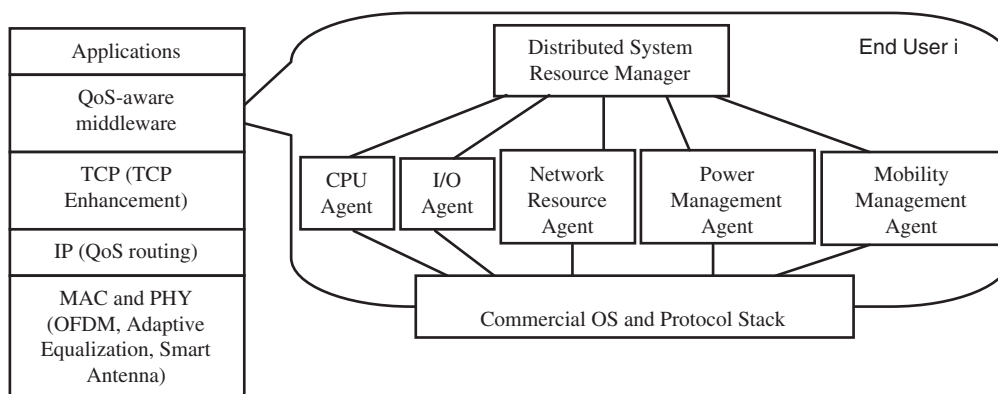 Applications
QoS-aware
middleware
TCP (TCP
Enhancement)
IP (QoS routing)
MAC and PHY
(OFDM, Adaptive
Equalization, Smart
Antenna)
End User i
Distributed System
Resource Manager
CPU
Agent
I/O
Agent
Network
Resource
Agent
Power
Management
Agent
Mobility
Management
Agent
Commercial OS and Protocol Stack